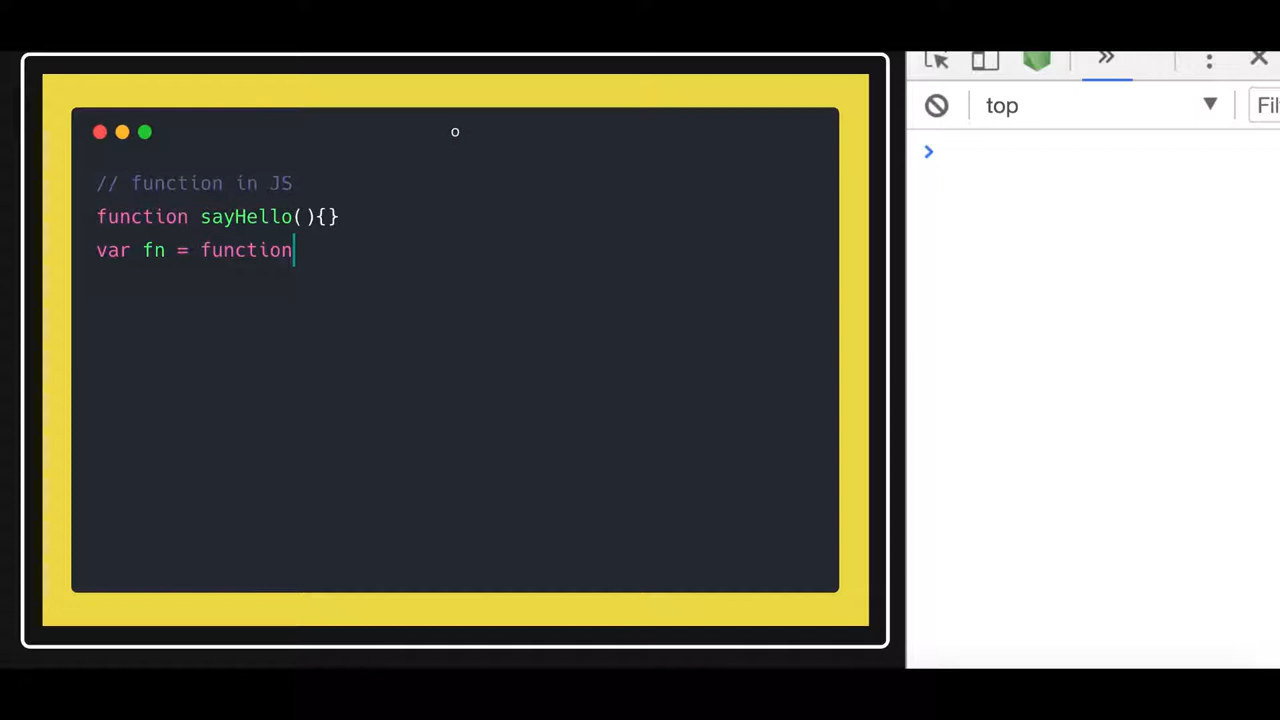 o
// function in JS
function sayHello(){}
var fn = function
top
Fil